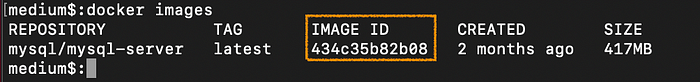 [medium$:docker images
REPOSITORY TAG IMAGE ID CREATED SIZE
mysql/mysql-server latest 434c35b82b08 2 months ago 417MB
medium$: